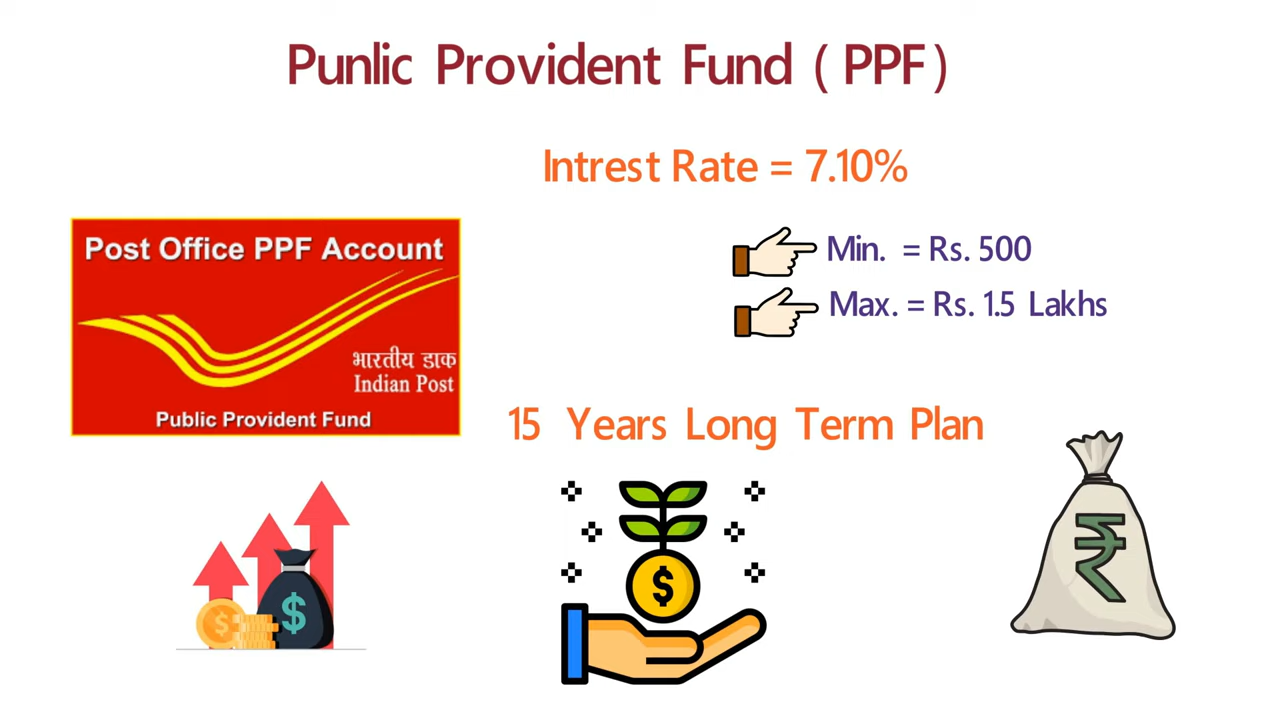 Punlic Provident Fund ( PPF)
Intrest Rate = 7.10%
Post Office PPF Account
भारतीय डाक
Indian Post
Public Provident Fund
Min. = Rs. 500
Max. = Rs. 1.5 Lakhs
15 Years Long Term Plan
$
$
$
₹